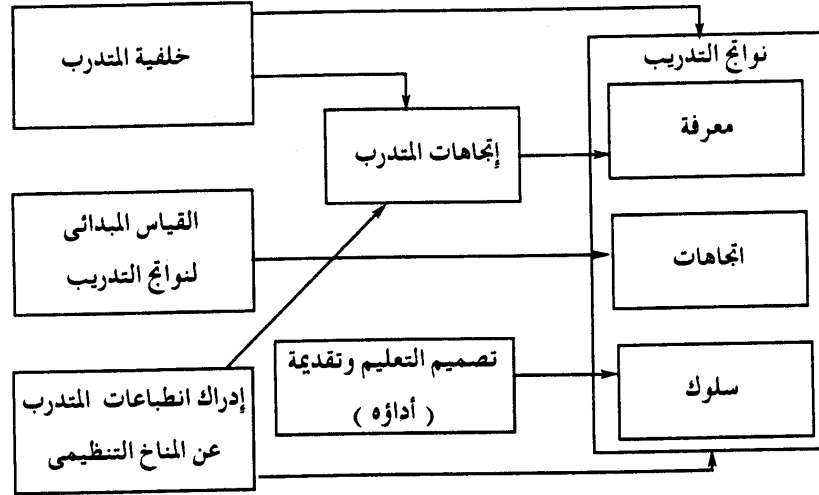 خلفية المتدرب
نواتج التدريب
معرفة
إتجاهات المتدرب
القياس المبدائى
لنواتج التدريب
اتجاهات
تصميم التعليم وتقديمة
( أداؤه )
سلوك
إدراك انطباعات المتدرب
عن المناخ التنظيمى